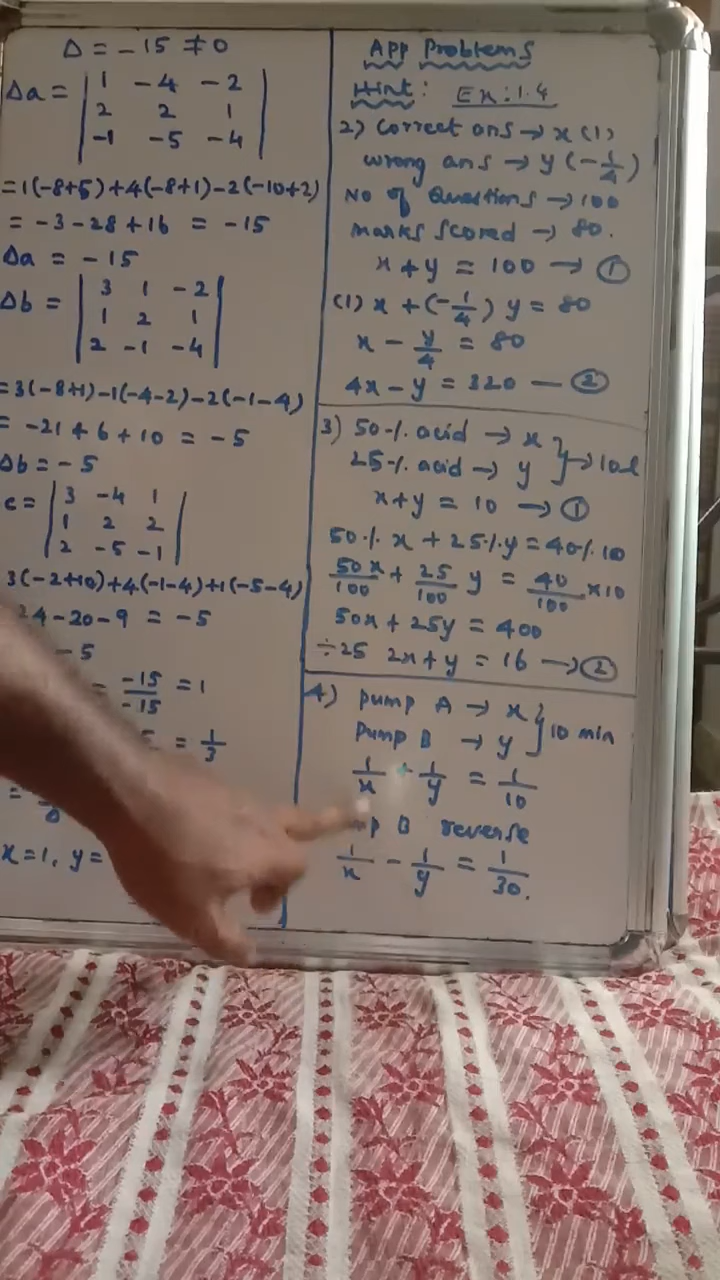 Δ = -15 ≠ 0
Δa = | 1 -4 -2 |
| 2 2 1 |
| -1 -5 -4 |
= 1(-8+5)+4(-8+1)-2(-10+2)
= -3-28+16 = -15
Δa = -15
Δb = | 3 1 -2 |
| 1 2 1 |
| 2 -1 -4 |
= 3(-8+1)-1(-4-2)-2(-1-4)
= -21+6+10 = -5
Δb = -5
c = | 3 -4 1 |
| 1 2 2 |
| 2 -5 -1 |
3(-2+10)+4(-1-4)+1(-5-4)
24-20-9 = -5
-5
-15/-15 = 1
= 1/3
=
x=1, y=
App Problems
Hint: Ex:1.4
2) Correct ans → x (1)
wrong ans → y (-1/4)
No of Questions → 100
marks scored → 80.
x+y = 100 → ①
(1) x + (-1/4) y = 80
x - y/4 = 80
4x-y = 320 — ②
3) 50% acid → x
25% acid → y } →
x+y = 10 → ①
50% x + 25% y = 40% 10
50x/100 + 25/100 y = 40/100 ×10
50x+25y = 400
÷25 2x+y = 16 → ②
4) Pump A → x
Pump B → y } 10 min
1/x + 1/y = 1/10
B reverse
1/x - 1/y = 1/30.